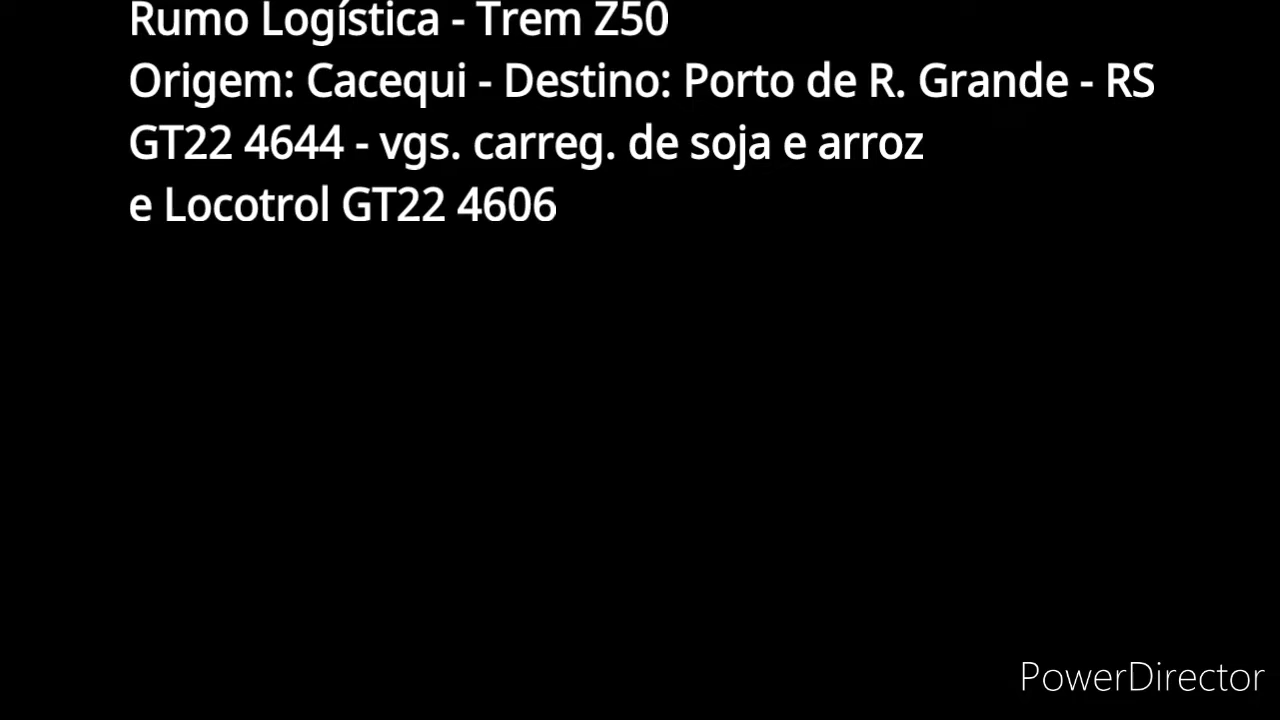 Rumo Logística - Trem Z50
Origem: Cacequi - Destino: Porto de R. Grande - RS
GT22 4644 - vgs. carreg. de soja e arroz
e Locotrol GT22 4606
PowerDirector